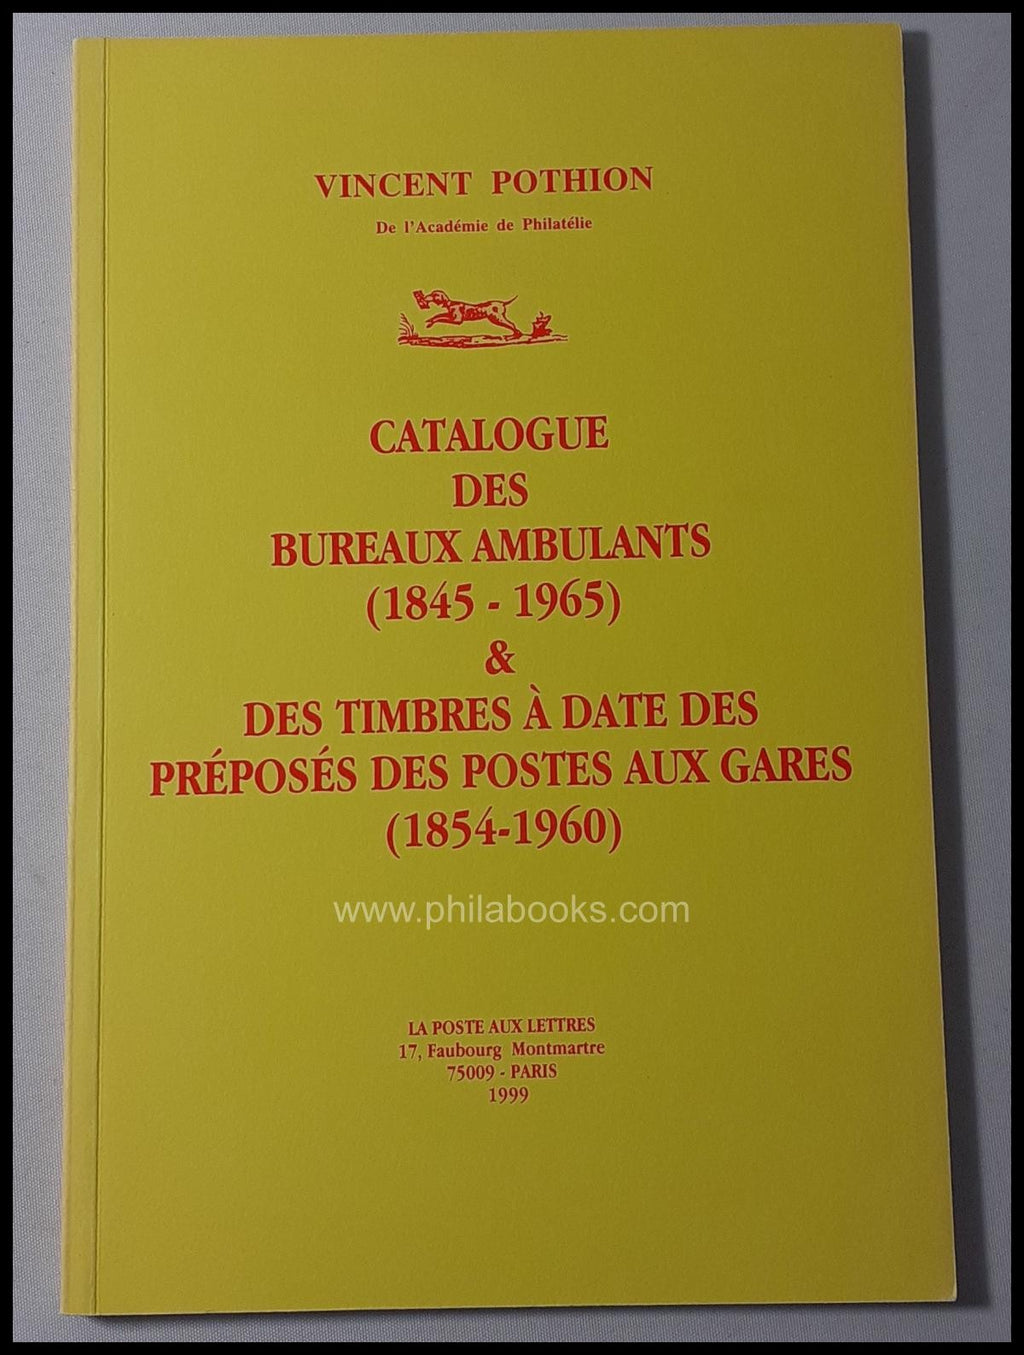 VINCENT POTHION
De l'Académie de Philatélie
CATALOGUE
DES
BUREAUX AMBULANTS
(1845 - 1965)
&
DES TIMBRES À DATE DES
PRÉPOSÉS DES POSTES AUX GARES
(1854-1960)
www.philabooks.com
LA POSTE AUX LETTRES
17, Faubourg Montmartre
75009 - PARIS
1999